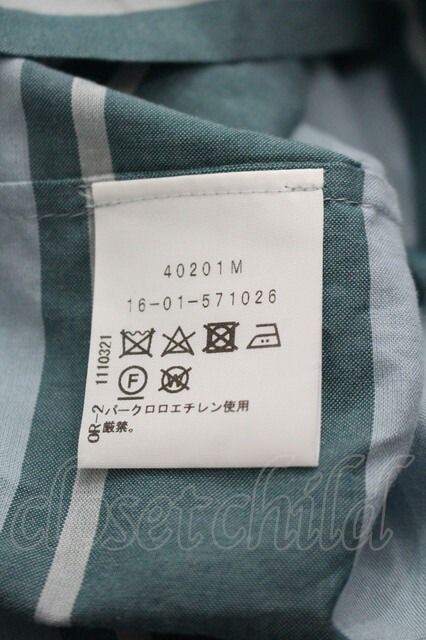 40201M
16-01-571026
1110321
F
W
OR-2
パークロロエチレン使用
厳禁。
closetchild